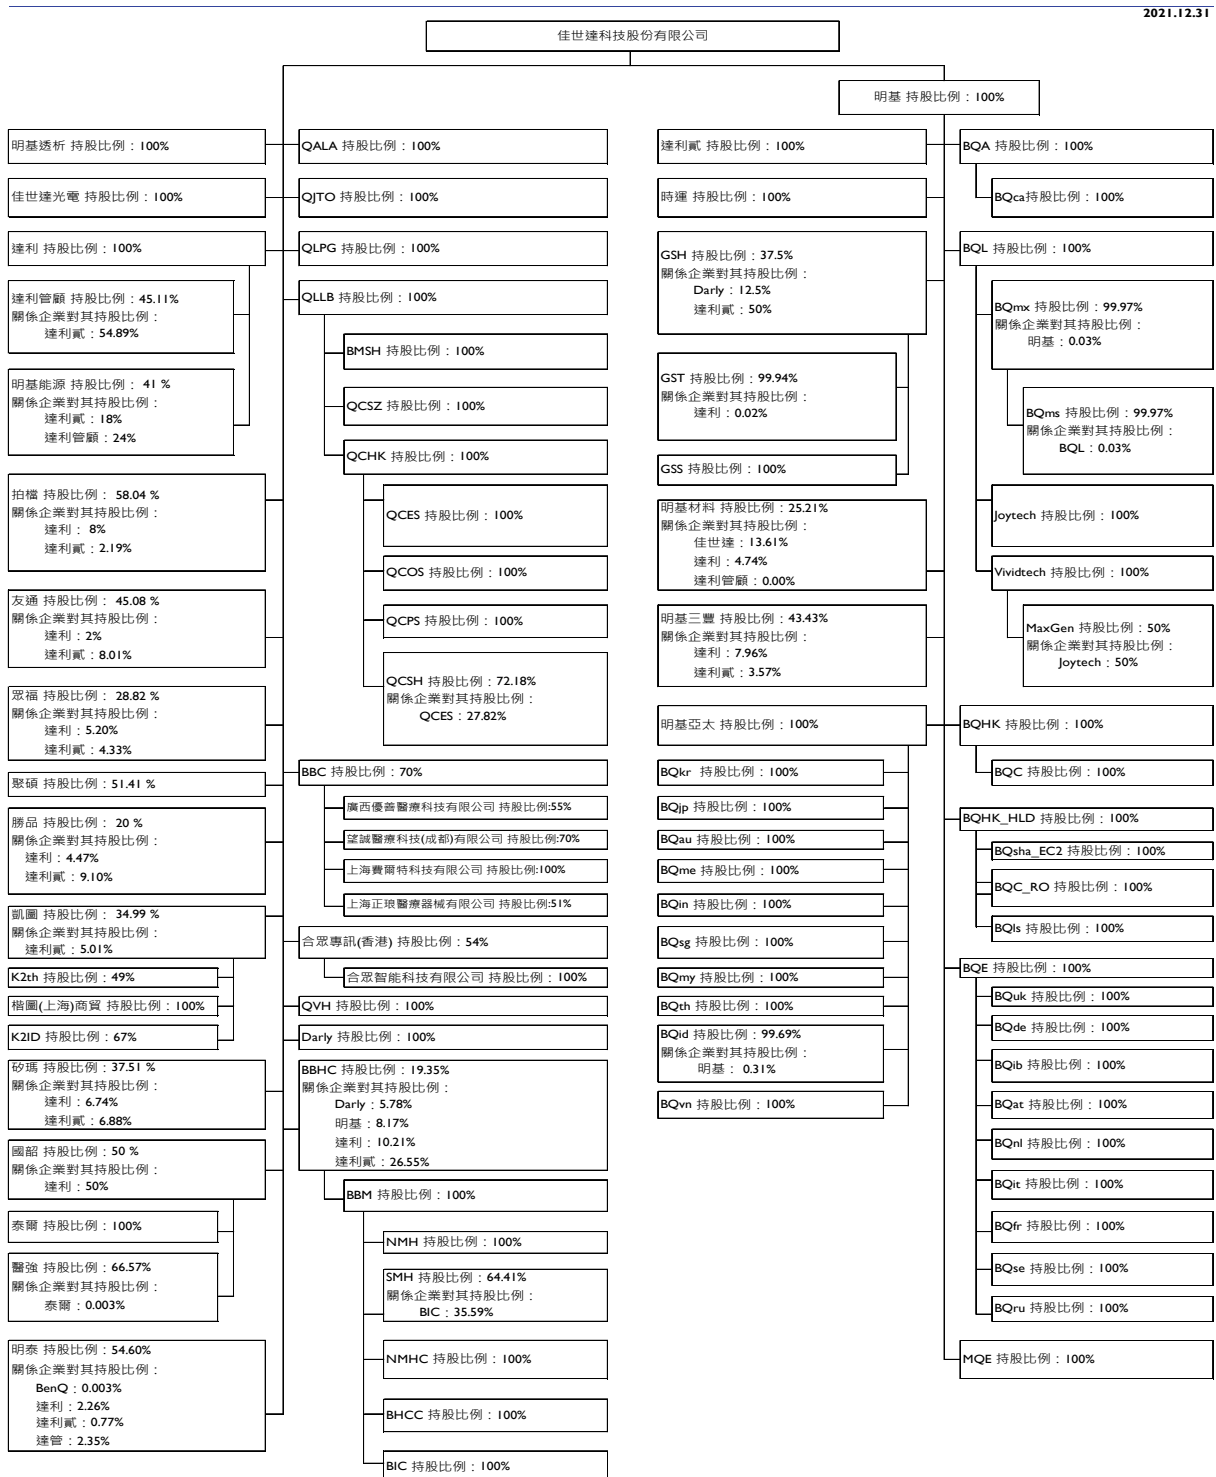 2021.12.31
佳世達科技股份有限公司
明基 持股比例：100%
明基透析 持股比例：100%
佳世達光電 持股比例：100%
達利 持股比例：100%
達利管顧 持股比例：45.11%
關係企業對其持股比例：
達利貳：54.89%
明基能源 持股比例： 41 %
關係企業對其持股比例：
達利貳：18%
達利管顧：24%
拍檔 持股比例： 58.04 %
關係企業對其持股比例：
達利： 8%
達利貳：2.19%
友通 持股比例： 45.08 %
關係企業對其持股比例：
達利：2%
達利貳：8.01%
眾福 持股比例： 28.82 %
關係企業對其持股比例：
達利：5.20%
達利貳：4.33%
聚碩 持股比例：51.41 %
勝品 持股比例： 20 %
關係企業對其持股比例：
達利：4.47%
達利貳：9.10%
凱圖 持股比例： 34.99 %
關係企業對其持股比例：
達利貳：5.01%
K2th 持股比例：49%
楷圖(上海)商貿 持股比例：100%
K2ID 持股比例：67%
矽瑪 持股比例：37.51 %
關係企業對其持股比例：
達利：6.74%
達利貳：6.88%
國韶 持股比例：50 %
關係企業對其持股比例：
達利：50%
泰爾 持股比例：100%
醫強 持股比例：66.57%
關係企業對其持股比例：
泰爾：0.003%
明泰 持股比例：54.60%
關係企業對其持股比例：
BenQ：0.003%
達利：2.26%
達利貳：0.77%
達管：2.35%
QALA 持股比例：100%
QJTO 持股比例：100%
QLPG 持股比例：100%
QLLB 持股比例：100%
BMSH 持股比例：100%
QCSZ 持股比例：100%
QCHK 持股比例：100%
QCES 持股比例：100%
QCOS 持股比例：100%
QCPS 持股比例：100%
QCSH 持股比例：72.18%
關係企業對其持股比例：
QCES：27.82%
BBC 持股比例：70%
廣西優善醫療科技有限公司 持股比例:55%
望誠醫療科技(成都)有限公司 持股比例:70%
上海費爾特科技有限公司 持股比例:100%
上海正琅醫療器械有限公司 持股比例:51%
合眾專訊(香港) 持股比例：54%
合眾智能科技有限公司 持股比例：100%
QVH 持股比例：100%
Darly 持股比例：100%
BBHC 持股比例：19.35%
關係企業對其持股比例：
Darly：5.78%
明基：8.17%
達利：10.21%
達利貳：26.55%
BBM 持股比例：100%
NMH 持股比例：100%
SMH 持股比例：64.41%
關係企業對其持股比例：
BIC：35.59%
NMHC 持股比例：100%
BHCC 持股比例：100%
BIC 持股比例：100%
達利貳 持股比例：100%
時運 持股比例：100%
GSH 持股比例：37.5%
關係企業對其持股比例：
Darly：12.5%
達利貳：50%
GST 持股比例：99.94%
關係企業對其持股比例：
達利：0.02%
GSS 持股比例：100%
明基材料 持股比例：25.21%
關係企業對其持股比例：
佳世達：13.61%
達利：4.74%
達利管顧：0.00%
明基三豐 持股比例：43.43%
關係企業對其持股比例：
達利：7.96%
達利貳：3.57%
明基亞太 持股比例：100%
BQkr 持股比例：100%
BQjp 持股比例：100%
BQau 持股比例：100%
BQme 持股比例：100%
BQin 持股比例：100%
BQsg 持股比例：100%
BQmy 持股比例：100%
BQth 持股比例：100%
BQid 持股比例：99.69%
關係企業對其持股比例：
明基： 0.31%
BQvn 持股比例：100%
BQA 持股比例：100%
BQca持股比例：100%
BQL 持股比例：100%
BQmx 持股比例：99.97%
關係企業對其持股比例：
明基：0.03%
BQms 持股比例：99.97%
關係企業對其持股比例：
BQL：0.03%
Joytech 持股比例：100%
Vividtech 持股比例：100%
MaxGen 持股比例：50%
關係企業對其持股比例：
Joytech：50%
BQHK 持股比例：100%
BQC 持股比例：100%
BQHK_HLD 持股比例：100%
BQsha_EC2 持股比例：100%
BQC_RO 持股比例：100%
BQls 持股比例：100%
BQE 持股比例：100%
BQuk 持股比例：100%
BQde 持股比例：100%
BQib 持股比例：100%
BQat 持股比例：100%
BQnl 持股比例：100%
BQit 持股比例：100%
BQfr 持股比例：100%
BQse 持股比例：100%
BQru 持股比例：100%
MQE 持股比例：100%